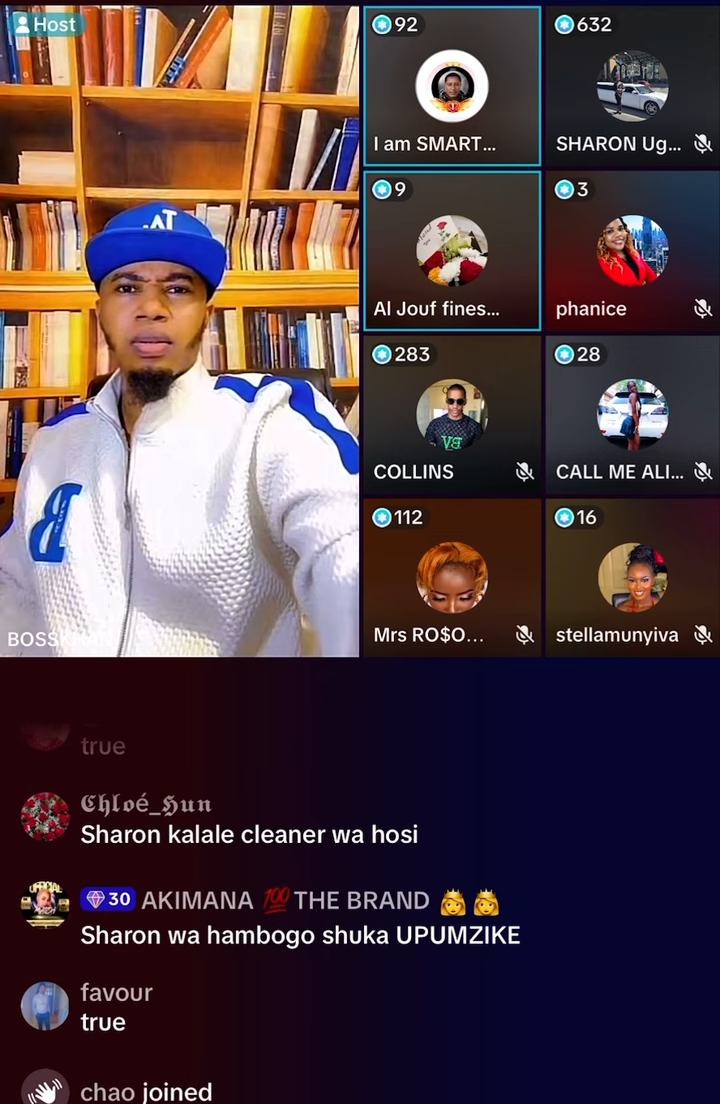 Host
BOSSKHAN
92
I am SMART...
632
SHARON Ug...
9
Al Jouf fines...
3
phanice
283
COLLINS
28
CALL ME ALI...
112
Mrs RO$O...
16
stellamunyiva
true
Chloé_Hun
Sharon kalale cleaner wa hosi
30 AKIMANA 💯 THE BRAND 👸 👸
Sharon wa hambogo shuka UPUMZIKE
favour
true
chao joined